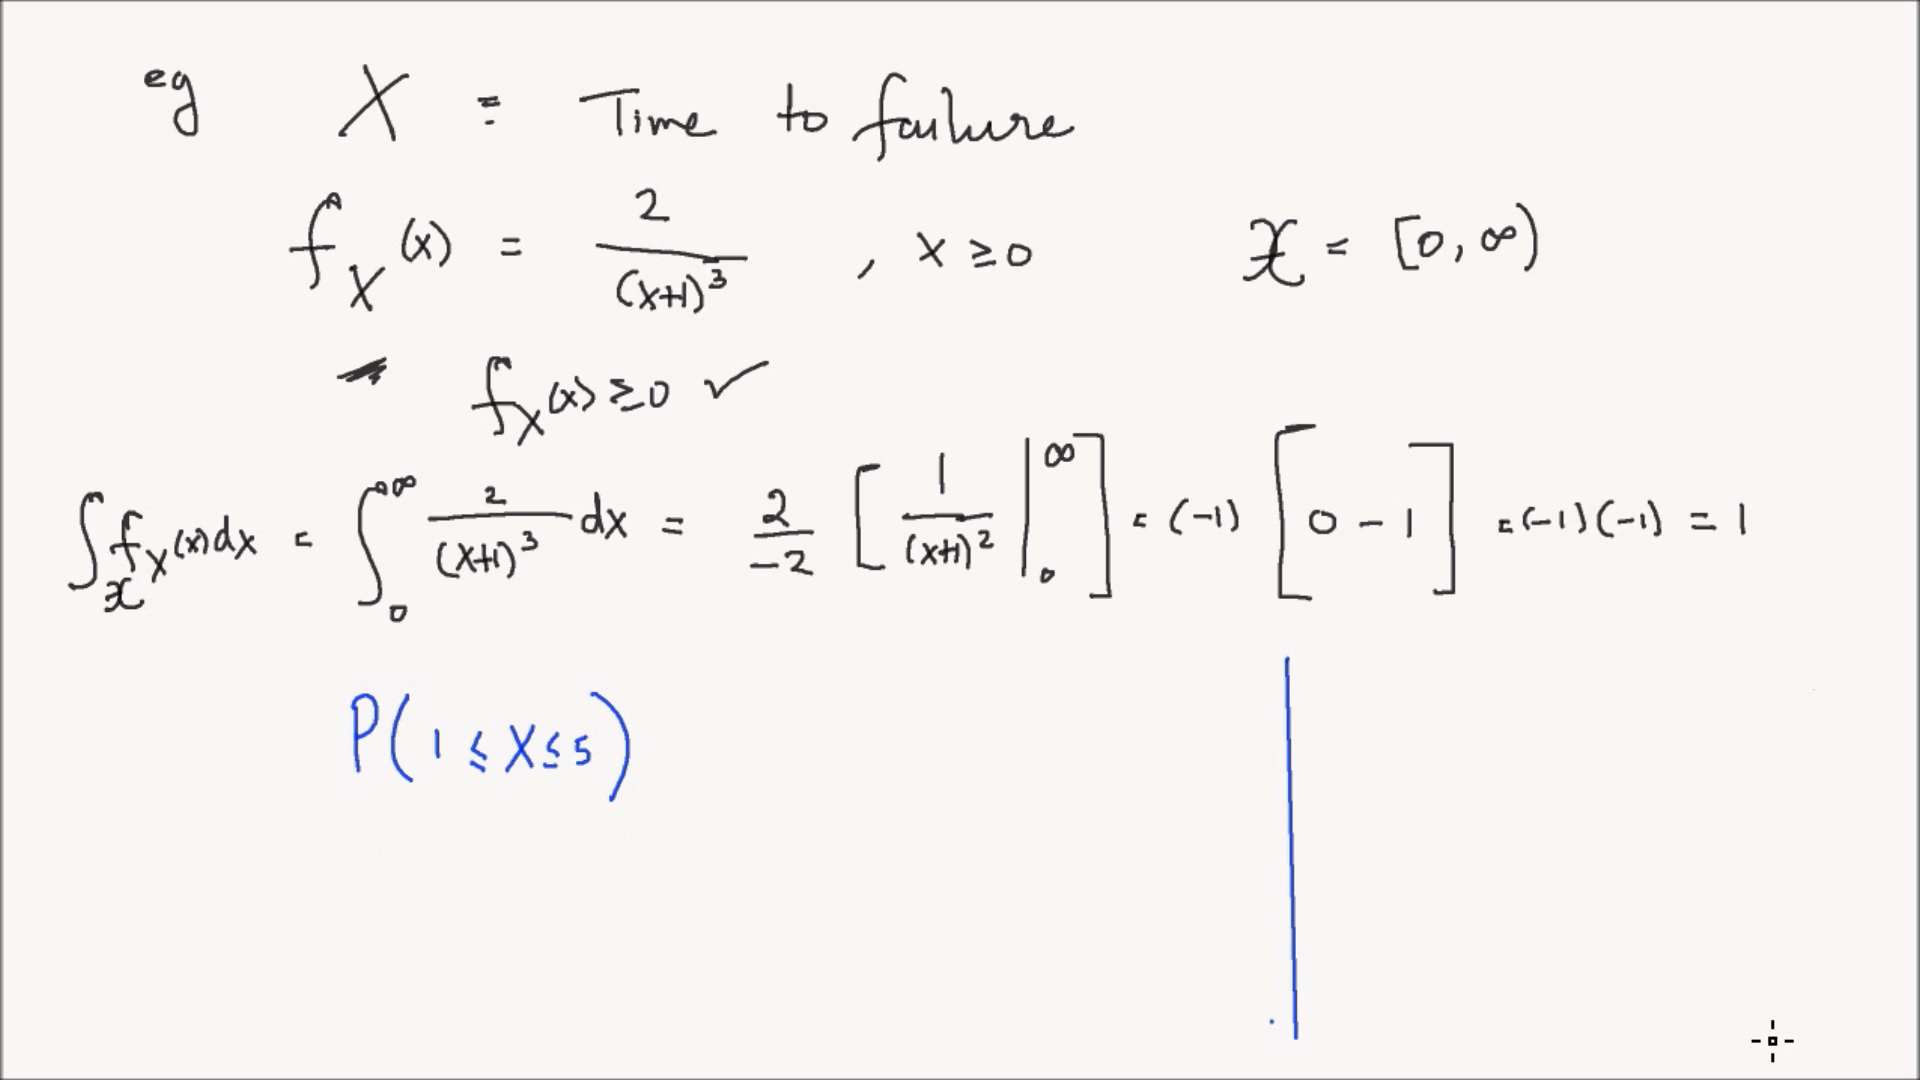 eg X = Time to failure
f_X(x) = 2/(x+1)^3 , x ≥ 0 𝒳 = [0, ∞)
f_X(x) ≥ 0 ✓
∫_𝒳 f_X(x) dx = ∫_0^∞ 2/(x+1)^3 dx = 2/-2 [ 1/(x+1)^2 |_0^∞ ] = (-1) [ 0 - 1 ] = (-1)(-1) = 1
P(1 ≤ X ≤ 5)